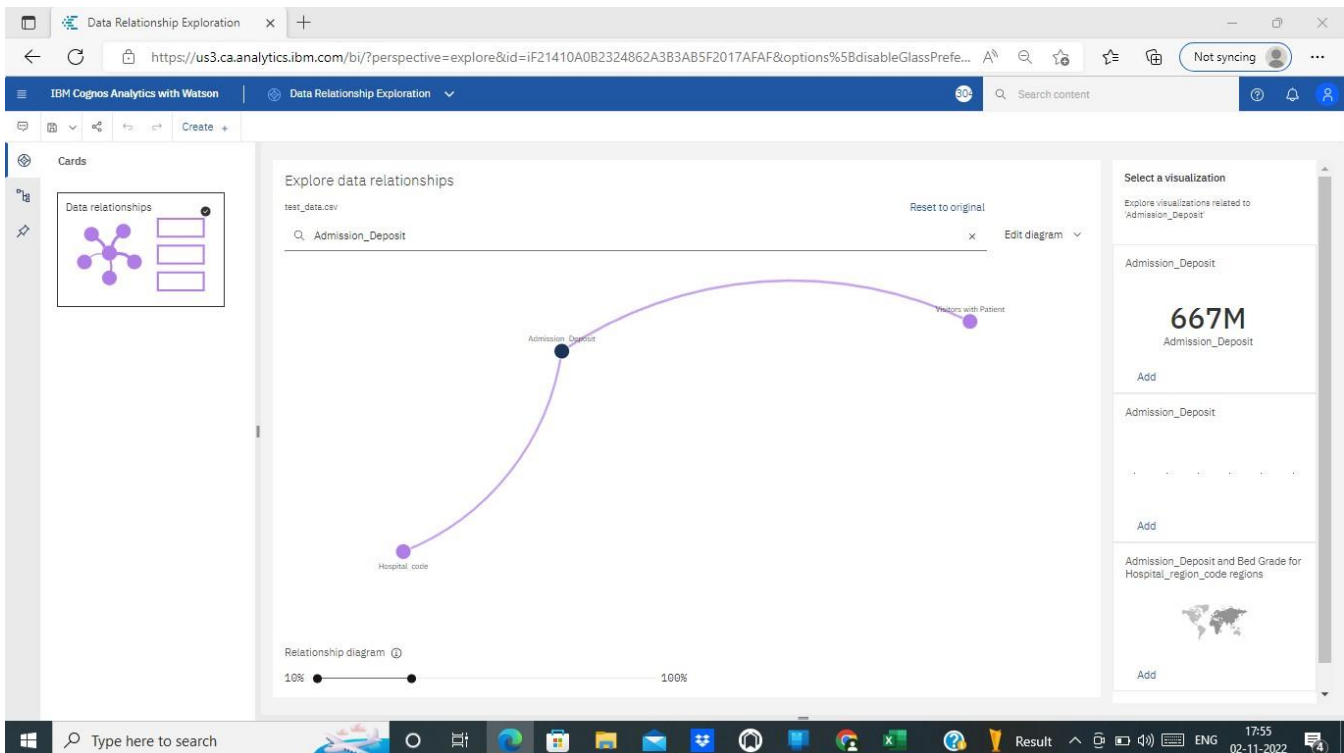 Data Relationship Exploration
https://us3.ca.analytics.ibm.com/bi/?perspective=explore&id=iF21410A0B2324862A3B3AB5F2017AFAF&options%5BdisableGlassPrefe...
Not syncing
IBM Cognos Analytics with Watson
Data Relationship Exploration
304
Search content
Create +
Cards
Data relationships
Explore data relationships
test_data.csv
Reset to original
Admission_Deposit
Edit diagram
Admission_Deposit
Visitors with Patient
Hospital_code
Relationship diagram
10%
100%
Select a visualization
Explore visualizations related to
'Admission_Deposit'
Admission_Deposit
667M
Admission_Deposit
Add
Admission_Deposit
Add
Admission_Deposit and Bed Grade for
Hospital_region_code regions
Add
Type here to search
Result
ENG
17:55
02-11-2022